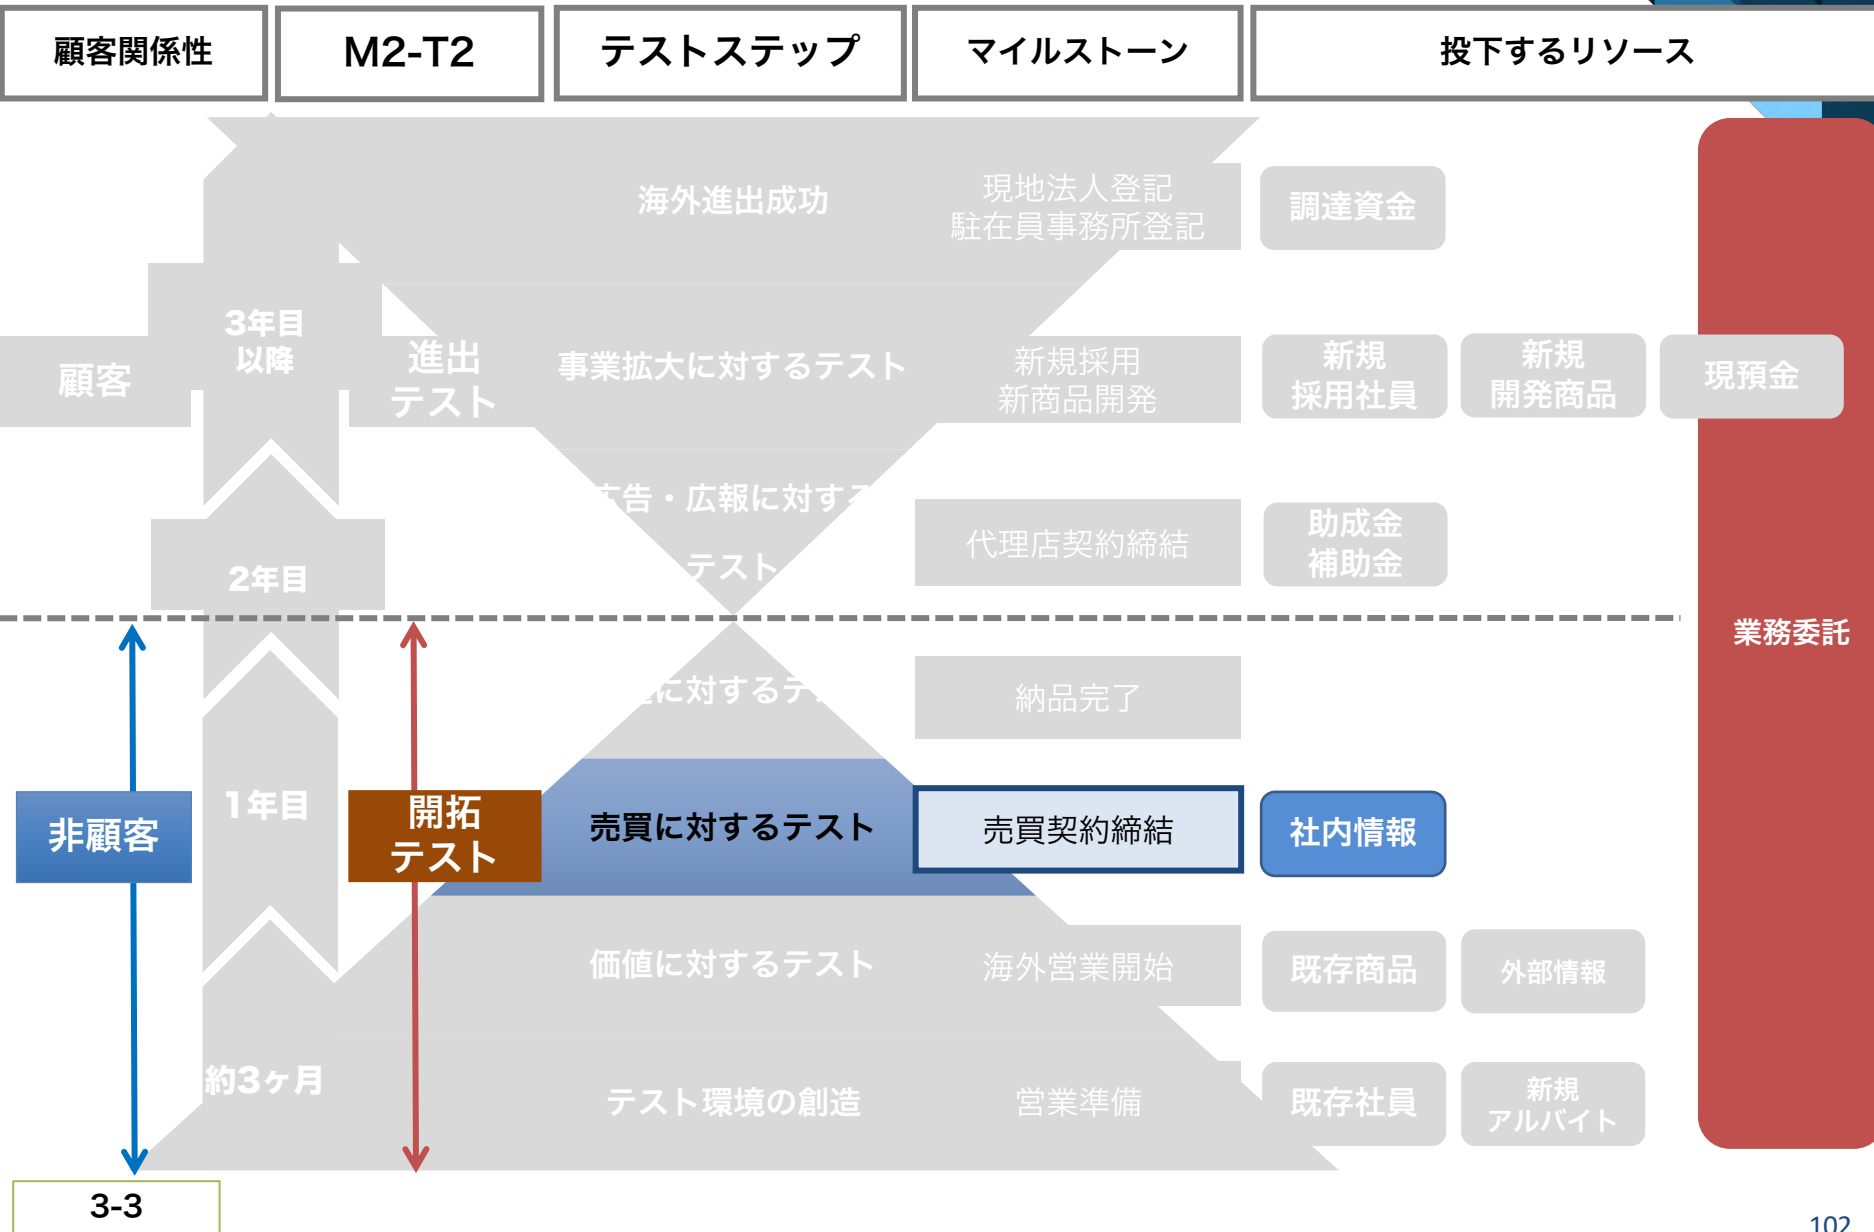 顧客関係性
M2-T2
テストステップ
マイルストーン
投下するリソース
海外進出成功
現地法人登記
駐在員事務所登記
調達資金
3年目
以降
顧客
進出
テスト
事業拡大に対するテスト
新規採用
新商品開発
新規
採用社員
新規
開発商品
現預金
広告・広報に対する
テスト
代理店契約締結
助成金
補助金
2年目
業務委託
に対するテス
納品完了
1年目
非顧客
開拓
テスト
売買に対するテスト
売買契約締結
社内情報
価値に対するテスト
海外営業開始
既存商品
外部情報
約3ヶ月
テスト環境の創造
営業準備
既存社員
新規
アルバイト
3-3
102